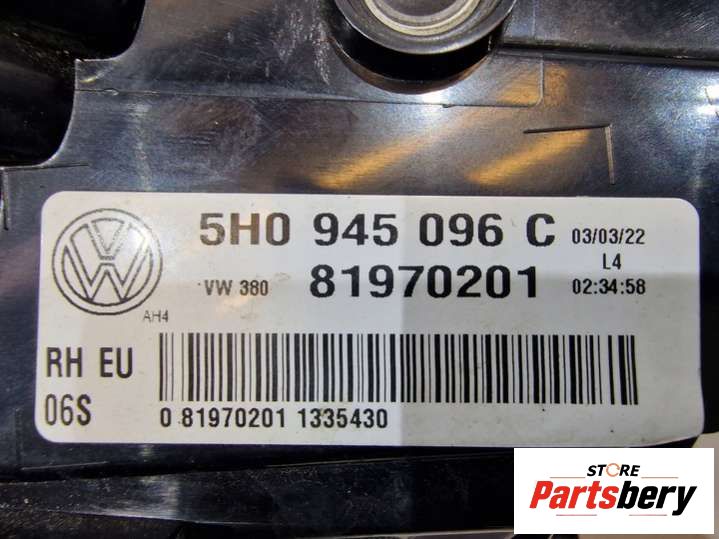 5H0 945 096 C 03/03/22
L4
VW 380 81970201 02:34:58
AH4
RH EU
06S 0 81970201 1335430
STORE
Partsbery